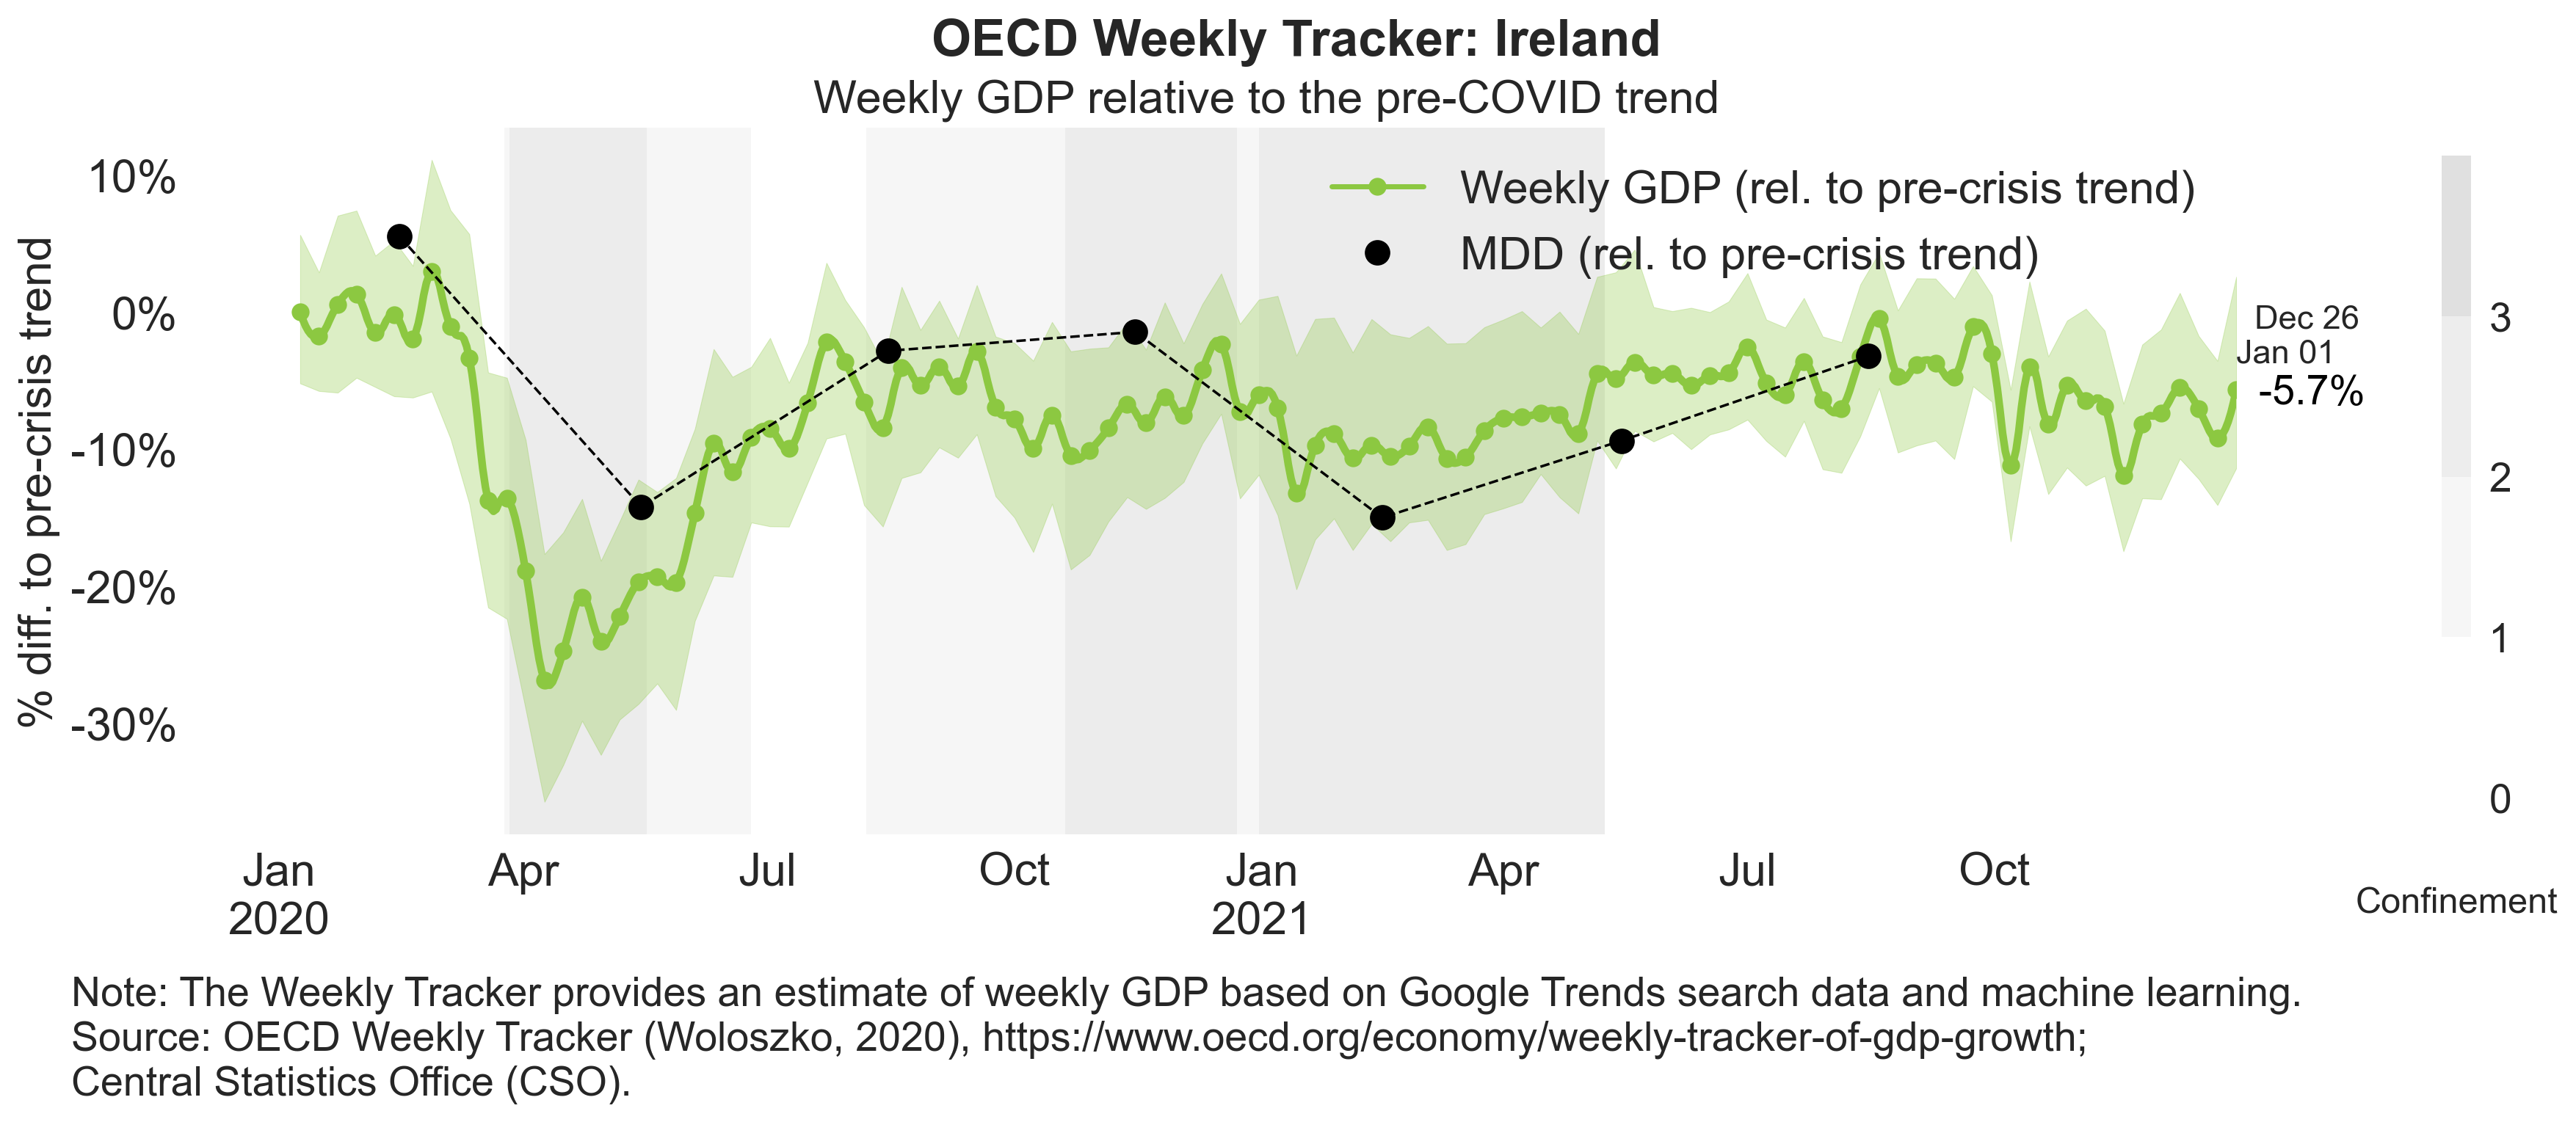 OECD Weekly Tracker: Ireland
Weekly GDP relative to the pre-COVID trend
% diff. to pre-crisis trend
10%
0%
-10%
-20%
-30%
Weekly GDP (rel. to pre-crisis trend)
MDD (rel. to pre-crisis trend)
Dec 26
Jan 01
-5.7%
3
2
1
0
Confinement
Jan Apr Jul Oct Jan Apr Jul Oct
2020 2021
Note: The Weekly Tracker provides an estimate of weekly GDP based on Google Trends search data and machine learning.
Source: OECD Weekly Tracker (Woloszko, 2020), https://www.oecd.org/economy/weekly-tracker-of-gdp-growth;
Central Statistics Office (CSO).